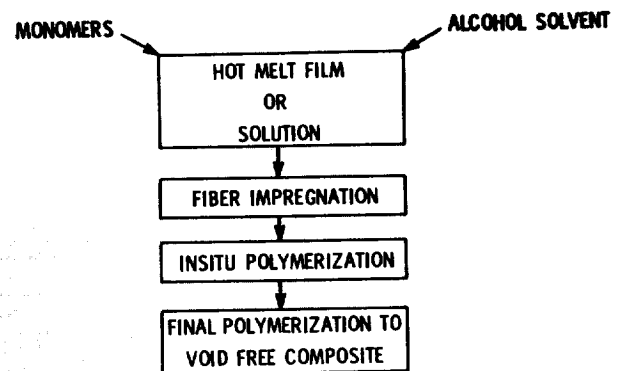 MONOMERS
ALCOHOL SOLVENT
HOT MELT FILM
OR
SOLUTION
FIBER IMPREGNATION
INSITU POLYMERIZATION
FINAL POLYMERIZATION TO
VOID FREE COMPOSITE